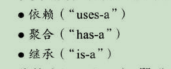 ● 依赖（“uses-a”）
● 聚合（“has-a”）
● 继承（“is-a”）